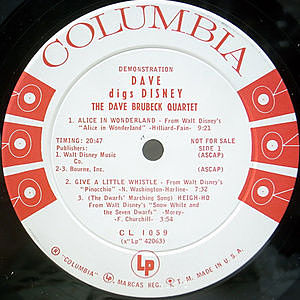 COLUMBIA
DEMONSTRATION
DAVE
digs DISNEY
THE DAVE BRUBECK QUARTET
1. ALICE IN WONDERLAND - From Walt Disney's
"Alice in Wonderland" -Hilliard-Fain- 9:21
TIMING: 20:47 NOT FOR SALE
Publishers: SIDE 1
1. Walt Disney Music (ASCAP)
Co.
2-3. Bourne, Inc. (ASCAP)
2. GIVE A LITTLE WHISTLE - From Walt Disney's
"Pinocchio" -N. Washington-Harline- 7:32
3. (The Dwarfs' Marching Song) HEIGH-HO
From Walt Disney's "Snow White and
the Seven Dwarfs" -Morey-
F. Churchill- 3:54
CL 1059
(x"Lp" 42063)
Lp
® "COLUMBIA", MARCAS REG. T. M. MADE IN U.S.A.